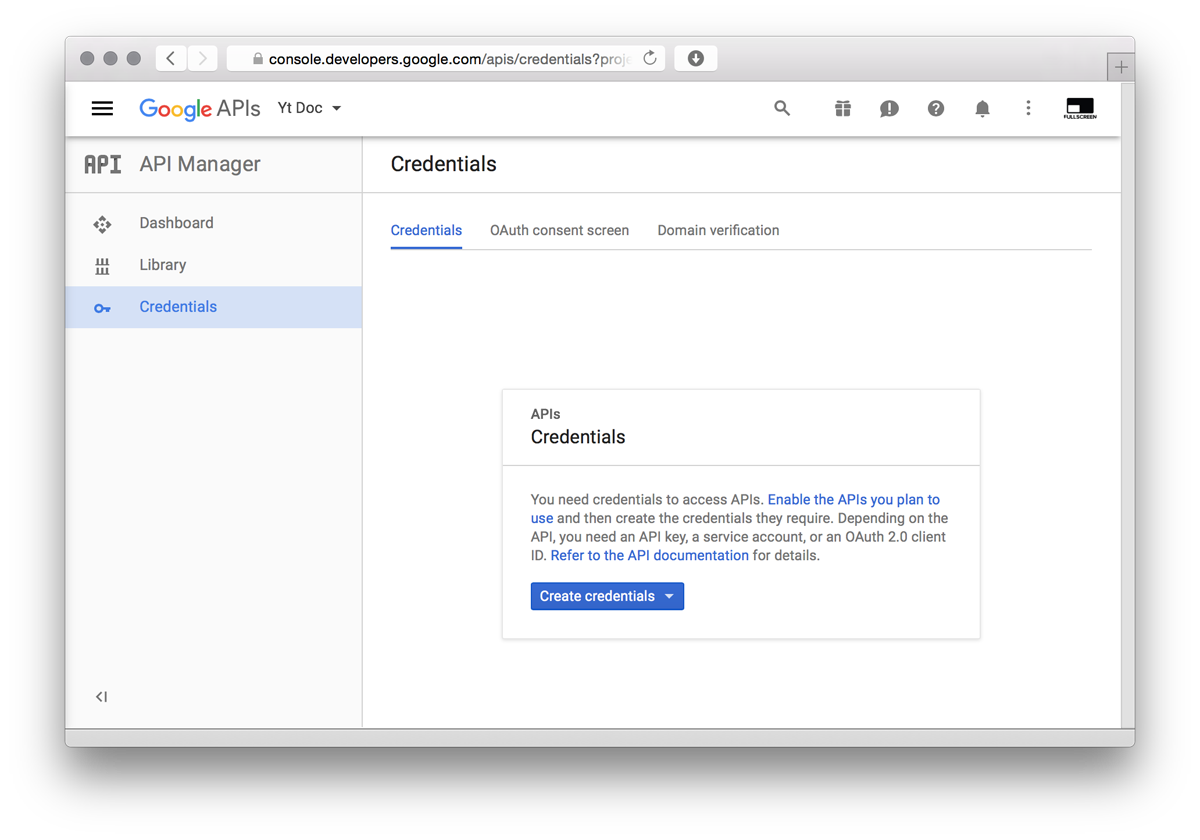 console.developers.google.com/apis/credentials?proj
Google APIs Yt Doc
FULLSCREEN
API API Manager
Credentials
Dashboard
Library
Credentials
Credentials OAuth consent screen Domain verification
APIs
Credentials
You need credentials to access APIs. Enable the APIs you plan to
use and then create the credentials they require. Depending on the
API, you need an API key, a service account, or an OAuth 2.0 client
ID. Refer to the API documentation for details.
Create credentials